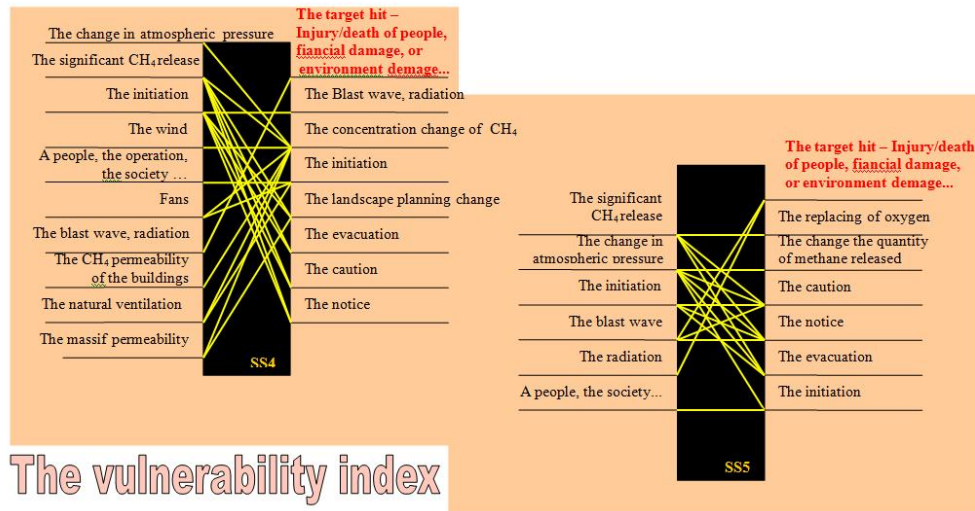 The change in atmospheric pressure
The significant CH₄ release
The initiation
The wind
A people, the operation,
the society …
Fans
The blast wave, radiation
The CH₄ permeability
of the buildings
The natural ventilation
The massif permeability
SS4
The target hit –
Injury/death of people,
fiancial damage, or
environment demage...
The Blast wave, radiation
The concentration change of CH₄
The initiation
The landscape planning change
The evacuation
The caution
The notice
The significant
CH₄ release
The change in
atmospheric pressure
The initiation
The blast wave
The radiation
A people, the society...
SS5
The target hit – Injury/death
of people, fiancial damage,
or environment demage...
The replacing of oxygen
The change the quantity
of methane released
The caution
The notice
The evacuation
The initiation
The vulnerability index